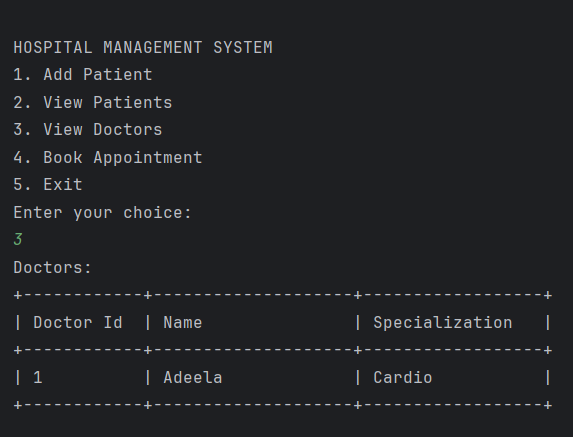 HOSPITAL MANAGEMENT SYSTEM
1. Add Patient
2. View Patients
3. View Doctors
4. Book Appointment
5. Exit
Enter your choice:
3
Doctors:
+------------+--------------------+------------------+
| Doctor Id  | Name               | Specialization   |
+------------+--------------------+------------------+
| 1          | Adeela             | Cardio           |
+------------+--------------------+------------------+